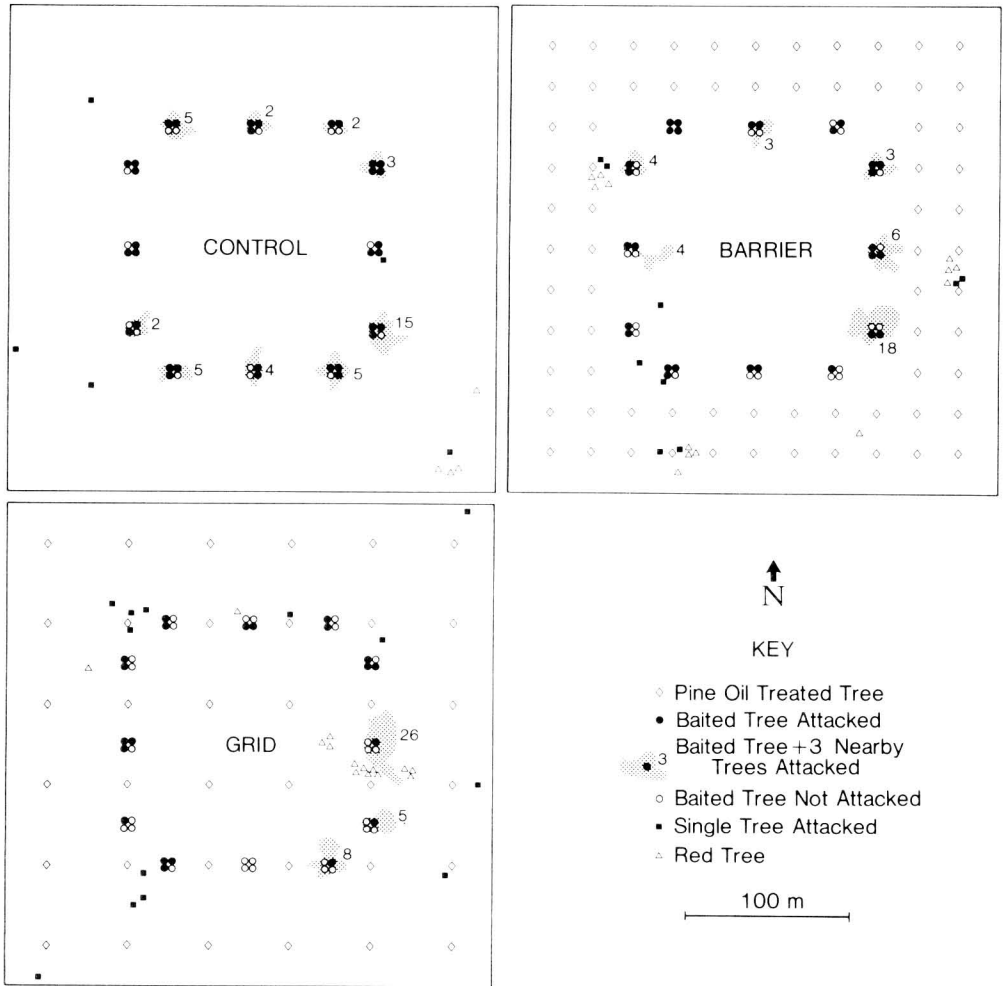 5
2
2
3
CONTROL
2
15
5
4
5
3
4
3
4
BARRIER
6
18
GRID
26
5
8
N
KEY
Pine Oil Treated Tree
Baited Tree Attacked
3 Baited Tree + 3 Nearby
Trees Attacked
Baited Tree Not Attacked
Single Tree Attacked
Red Tree
100 m